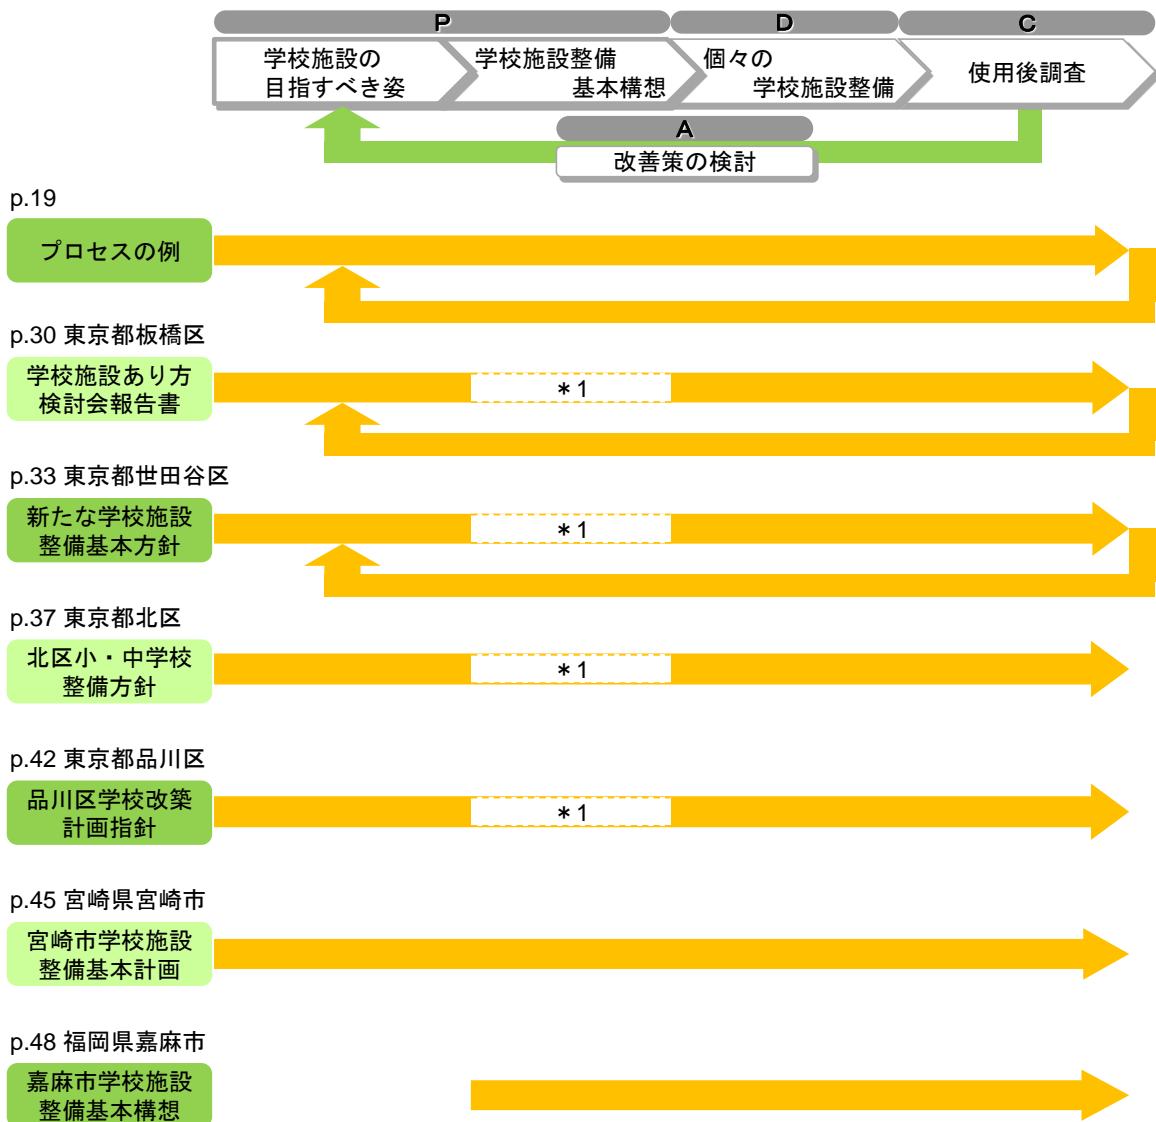 P
D
C
学校施設の
目指すべき姿
学校施設整備
基本構想
個々の
学校施設整備
使用後調査
A
改善策の検討
p.19
プロセスの例
p.30 東京都板橋区
学校施設あり方
検討会報告書
＊1
p.33 東京都世田谷区
新たな学校施設
整備基本方針
＊1
p.37 東京都北区
北区小・中学校
整備方針
＊1
p.42 東京都品川区
品川区学校改築
計画指針
＊1
p.45 宮崎県宮崎市
宮崎市学校施設
整備基本計画
p.48 福岡県嘉麻市
嘉麻市学校施設
整備基本構想